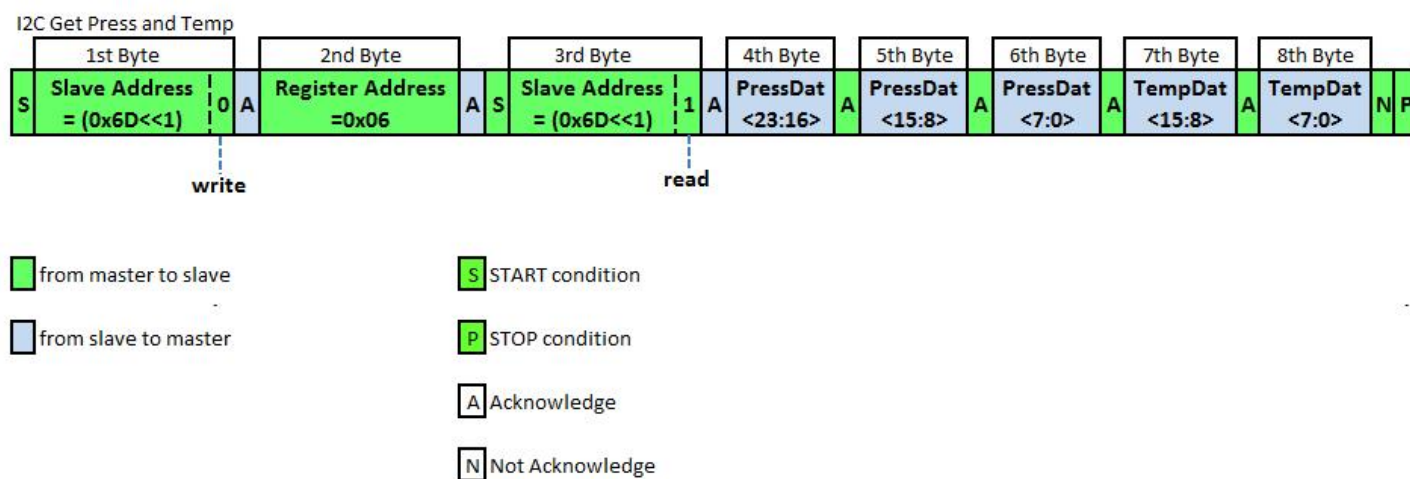 I2C Get Press and Temp
1st Byte 2nd Byte 3rd Byte 4th Byte 5th Byte 6th Byte 7th Byte 8th Byte
S Slave Address = (0x6D<<1) 0 A Register Address =0x06 A S Slave Address = (0x6D<<1) 1 A PressDat <23:16> A PressDat <15:8> A PressDat <7:0> A TempDat <15:8> A TempDat <7:0> N P
write read
from master to slave S START condition
from slave to master P STOP condition
A Acknowledge
N Not Acknowledge